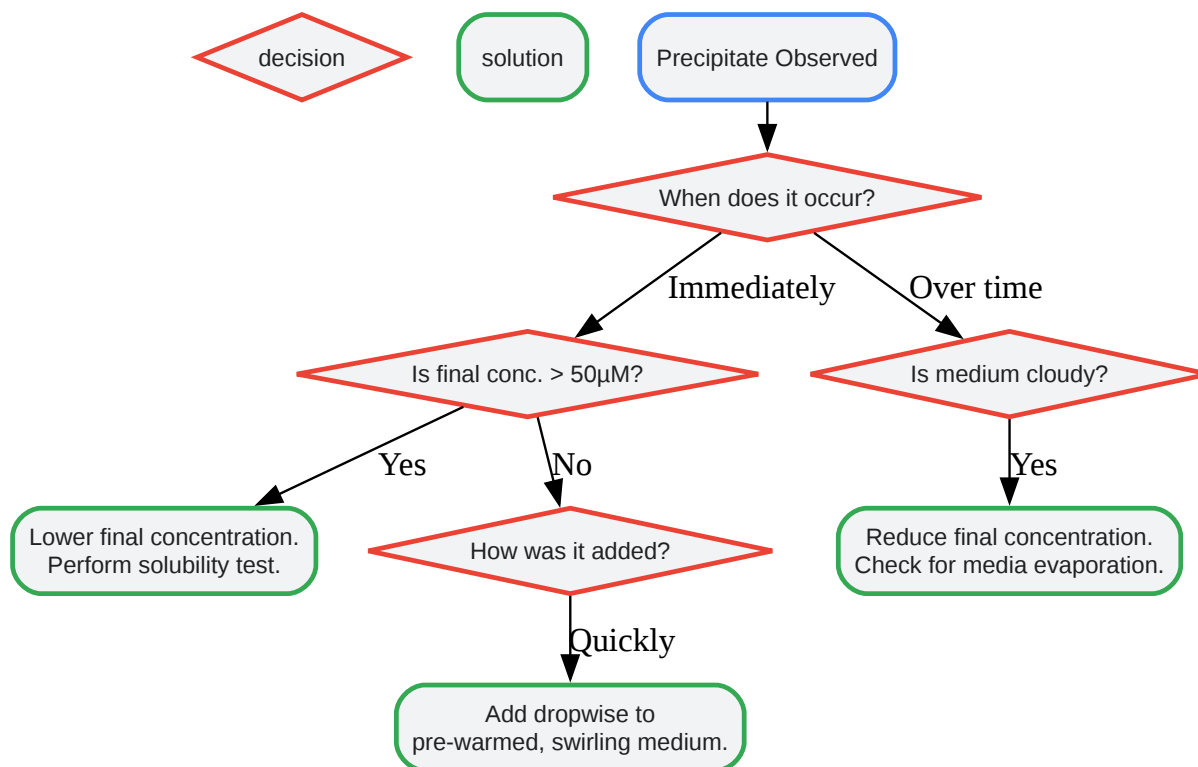 decision
solution
Precipitate Observed
When does it occur?
Immediately
Over time
Is final conc. > 50µM?
Is medium cloudy?
Yes
No
Yes
Lower final concentration.
Perform solubility test.
How was it added?
Reduce final concentration.
Check for media evaporation.
Quickly
Add dropwise to
pre-warmed, swirling medium.